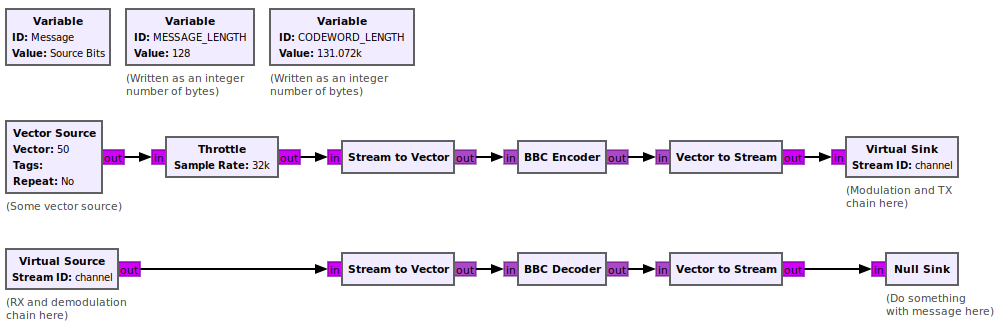 Variable
ID: Message
Value: Source Bits
Variable
ID: MESSAGE_LENGTH
Value: 128
(Written as an integer
number of bytes)
Variable
ID: CODEWORD_LENGTH
Value: 131.072k
(Written as an integer
number of bytes)
Vector Source
Vector: 50
Tags:
Repeat: No
out
(Some vector source)
in
Throttle
Sample Rate: 32k
out
in
Stream to Vector
out
in
BBC Encoder
out
in
Vector to Stream
out
in
Virtual Sink
Stream ID: channel
(Modulation and TX
chain here)
Virtual Source
Stream ID: channel
out
(RX and demodulation
chain here)
in
Stream to Vector
out
in
BBC Decoder
out
in
Vector to Stream
out
in
Null Sink
(Do something
with message here)